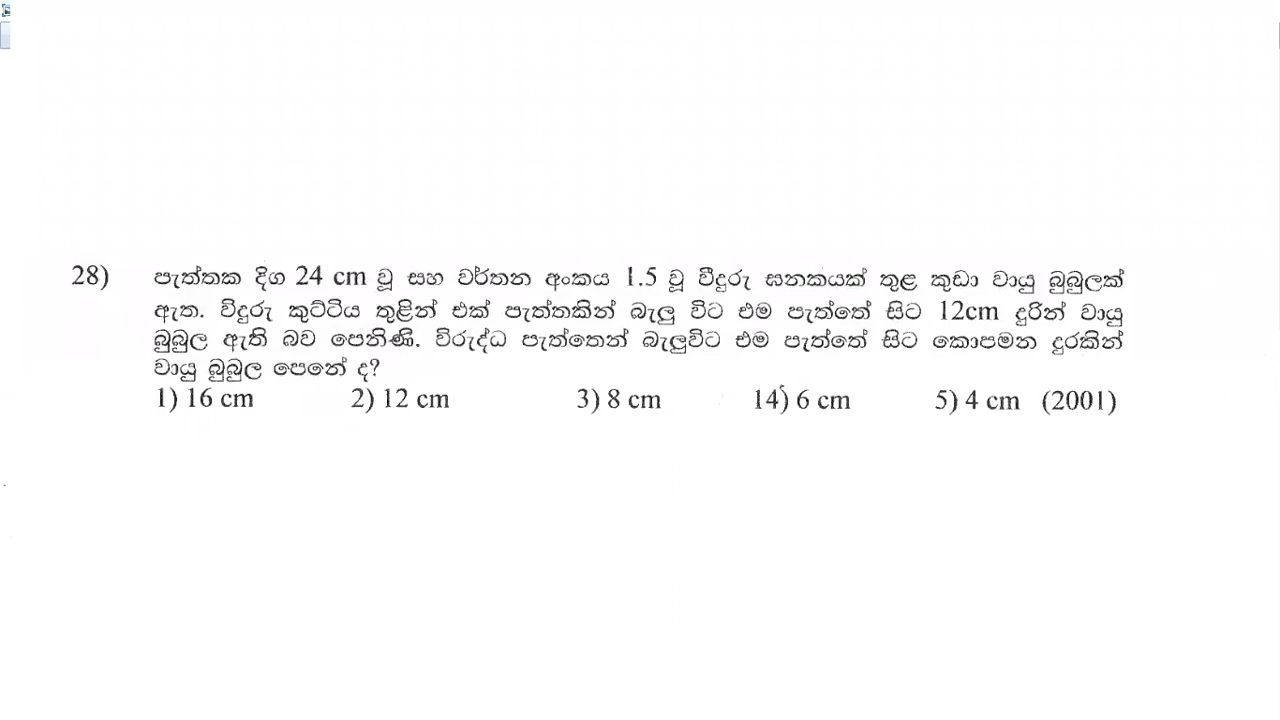 28) පැත්තක දිග 24 cm වූ සහ වර්තන අංකය 1.5 වූ වීදුරු ඝනකයක් තුළ කුඩා වායු බුබුලක්
ඇත. විදුරු කුට්ටිය තුළින් එක් පැත්තකින් බැලු විට එම පැත්තේ සිට 12cm දුරින් වායු
බුබුල ඇති බව පෙනිණි. විරුද්ධ පැත්තෙන් බැලුවිට එම පැත්තේ සිට කොපමන දුරකින්
වායු බුබුල පෙනේ ද?
1) 16 cm 2) 12 cm 3) 8 cm 14) 6 cm 5) 4 cm (2001)